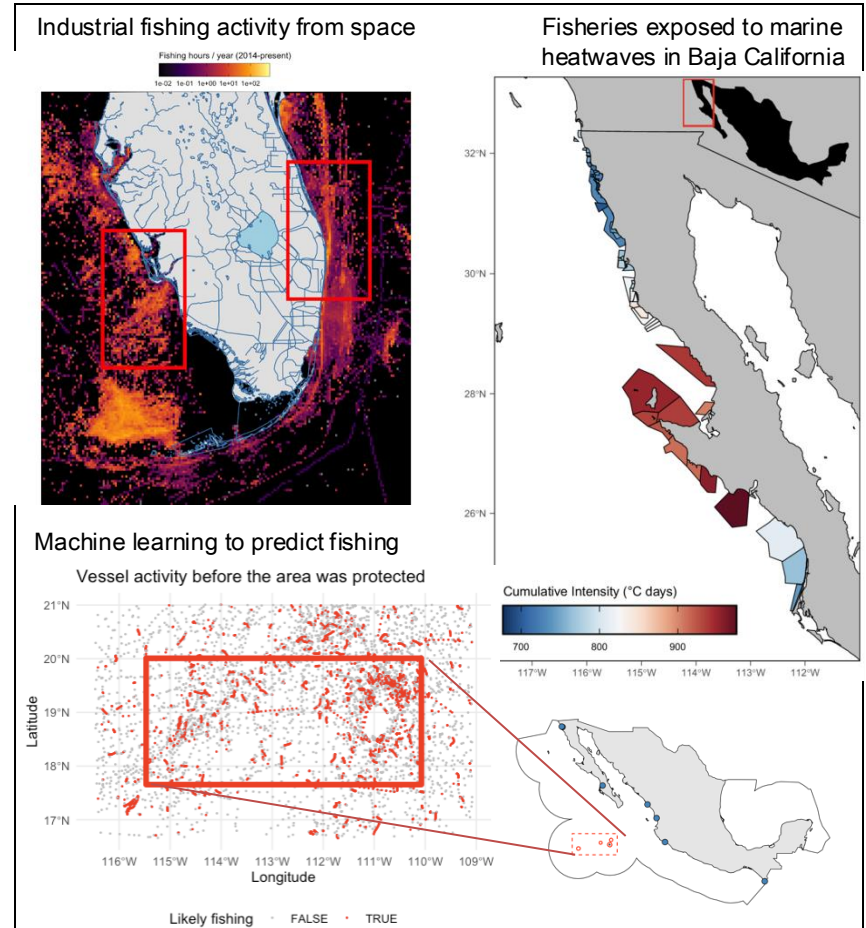 Industrial fishing activity from space
Fishing hours / year (2014-present)
1e-02 1e-01 1e+00 1e+01 1e+02
Fisheries exposed to marine
heatwaves in Baja California
32°N
30°N
28°N
26°N
Cumulative Intensity (°C days)
700 800 900
117°W 116°W 115°W 114°W 113°W 112°W
Machine learning to predict fishing
Vessel activity before the area was protected
21°N
20°N
19°N
18°N
17°N
Latitude
116°W 115°W 114°W 113°W 112°W 111°W 110°W 109°W
Longitude
Likely fishing FALSE TRUE